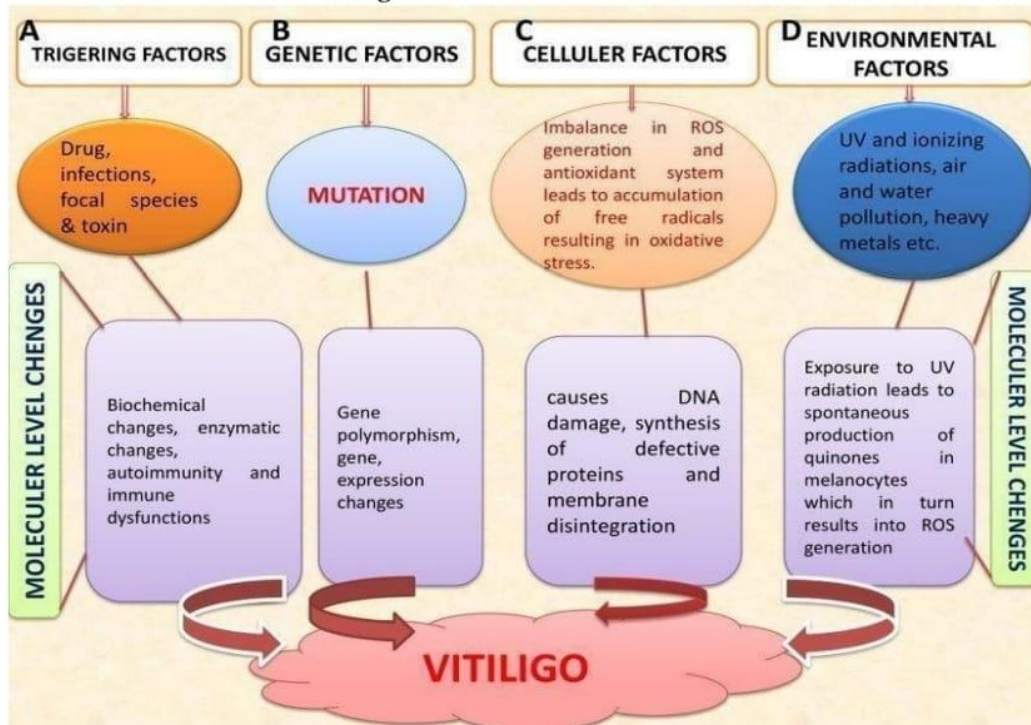 A
TRIGERING FACTORS
B
GENETIC FACTORS
C
CELLULER FACTORS
D
ENVIRONMENTAL
FACTORS
Drug,
infections,
focal species
& toxin
MUTATION
Imbalance in ROS
generation and
antioxidant system
leads to accumulation
of free radicals
resulting in oxidative
stress.
UV and ionizing
radiations, air
and water
pollution, heavy
metals etc.
MOLECULER LEVEL CHENGES
Biochemical
changes, enzymatic
changes,
autoimmunity and
immune
dysfunctions
Gene
polymorphism,
gene,
expression
changes
causes DNA
damage, synthesis
of defective
proteins and
membrane
disintegration
Exposure to UV
radiation leads to
spontaneous
production of
quinones in
melanocytes
which in turn
results into ROS
generation
MOLECULER LEVEL CHENGES
VITILIGO